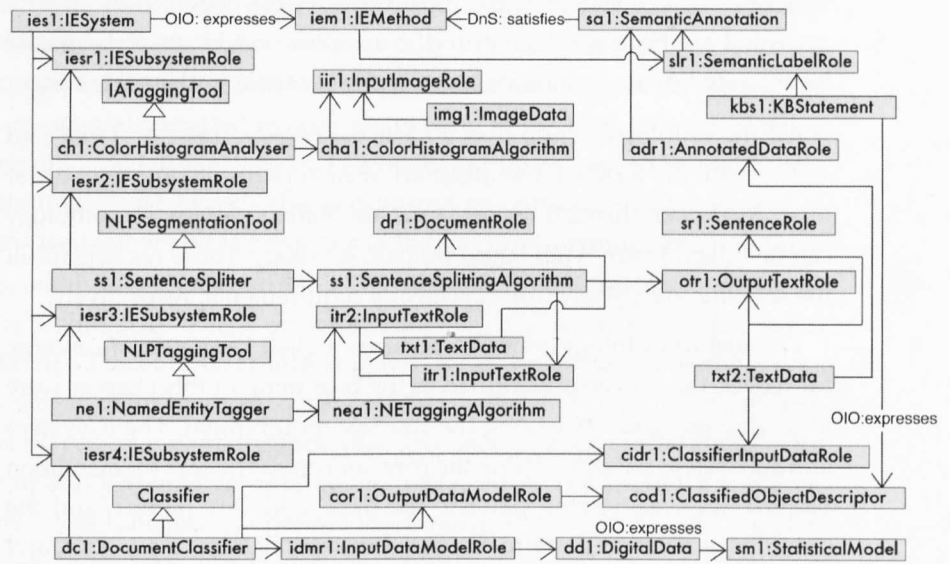 ies1:IESystem OIO: expresses iem1:IEMethod DnS: satisfies sa1:SemanticAnnotation
iesr1:IESubsystemRole slr1:SemanticLabelRole
iir1:InputImageRole
IATaggingTool kbs1:KBStatement
img1:ImageData
ch1:ColorHistogramAnalyser cha1:ColorHistogramAlgorithm adr1:AnnotatedDataRole
iesr2:IESubsystemRole
NLPSegmentationTool dr1:DocumentRole sr1:SentenceRole
ss1:SentenceSplitter ss1:SentenceSplittingAlgorithm otr1:OutputTextRole
iesr3:IESubsystemRole itr2:InputTextRole
NLPTaggingTool txt1:TextData
itr1:InputTextRole txt2:TextData
ne1:NamedEntityTagger nea1:NETaggingAlgorithm
OIO:expresses
iesr4:IESubsystemRole cidr1:ClassifierInputDataRole
Classifier cor1:OutputDataModelRole cod1:ClassifiedObjectDescriptor
OIO:expresses
dc1:DocumentClassifier idmr1:InputDataModelRole dd1:DigitalData sm1:StatisticalModel